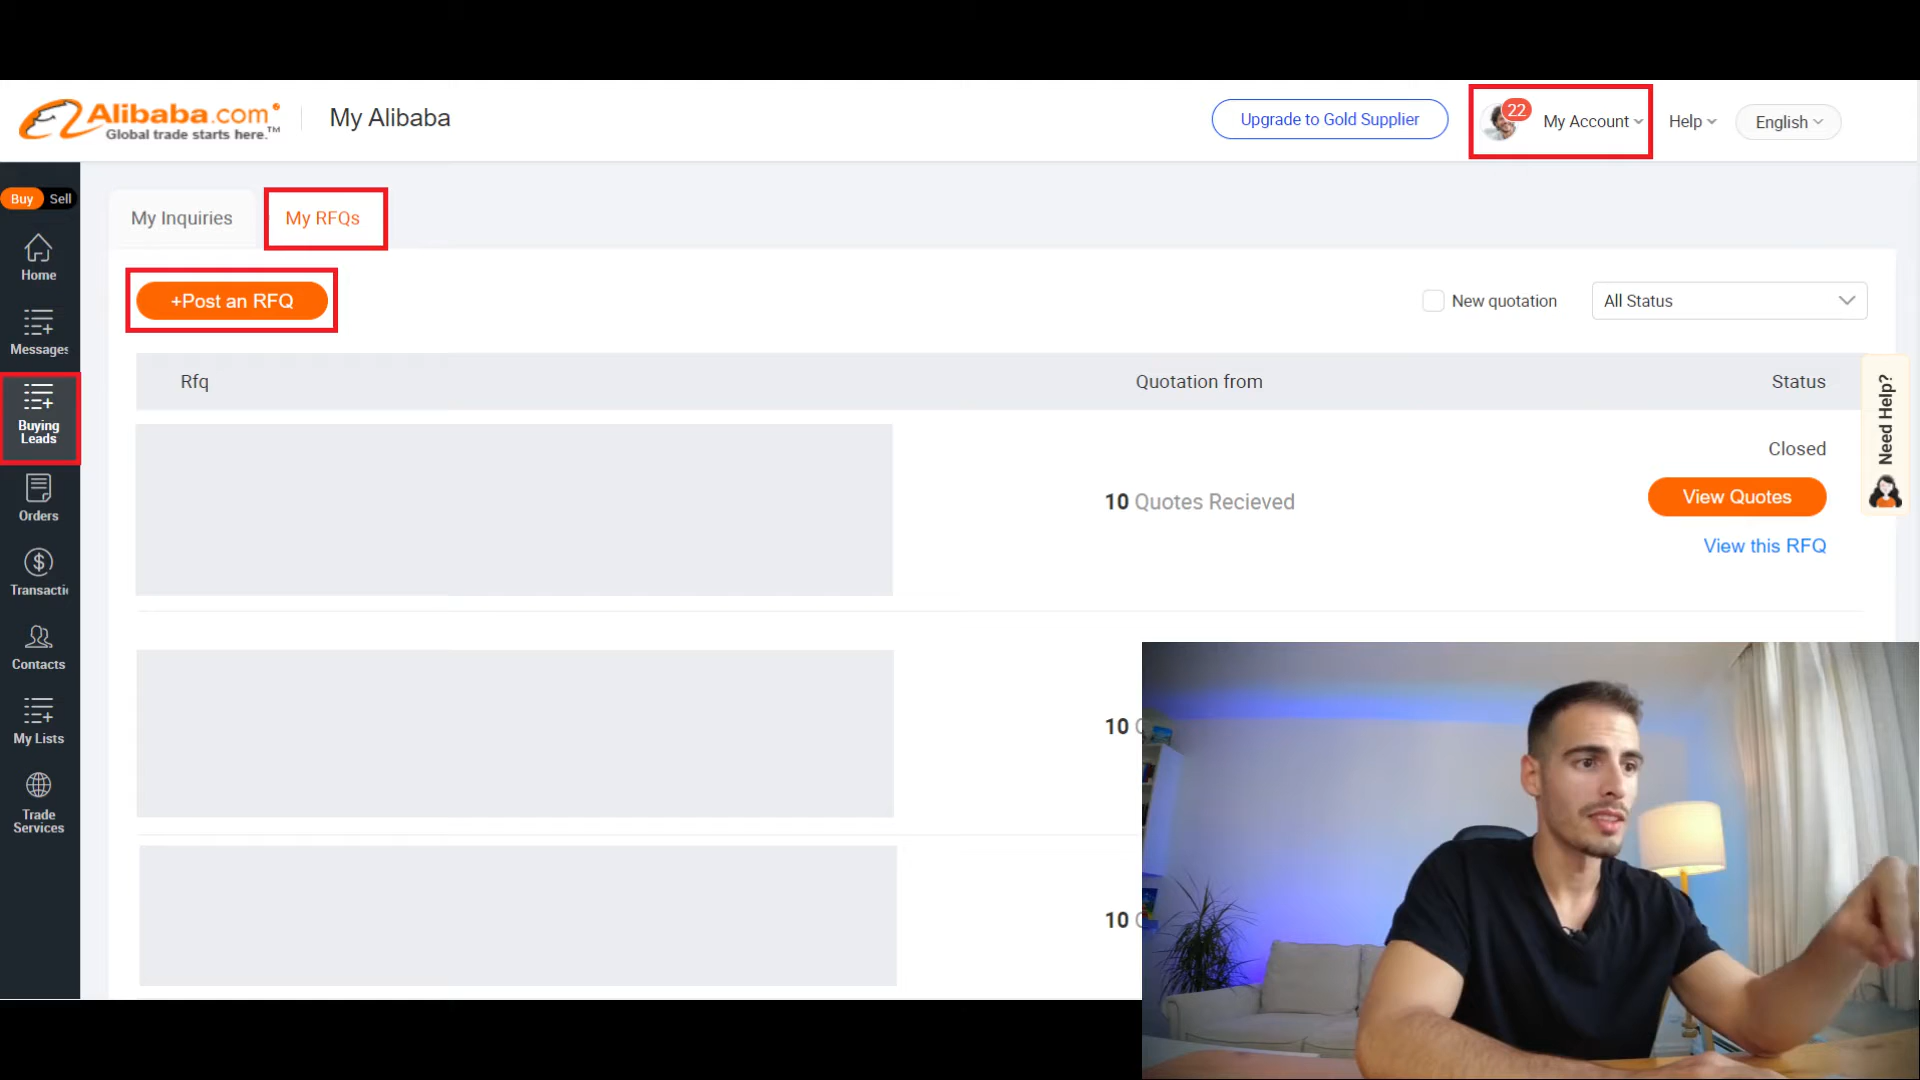 Alibaba.com
Global trade starts here.™
My Alibaba
Upgrade to Gold Supplier
22
My Account
Help
English
Buy Sell
Home
Messages
Buying
Leads
Orders
Transactic
Contacts
My Lists
Trade
Services
My Inquiries
My RFQs
+Post an RFQ
New quotation
All Status
Rfq
Quotation from
Status
Closed
10 Quotes Recieved
View Quotes
View this RFQ
10
10
Need Help?